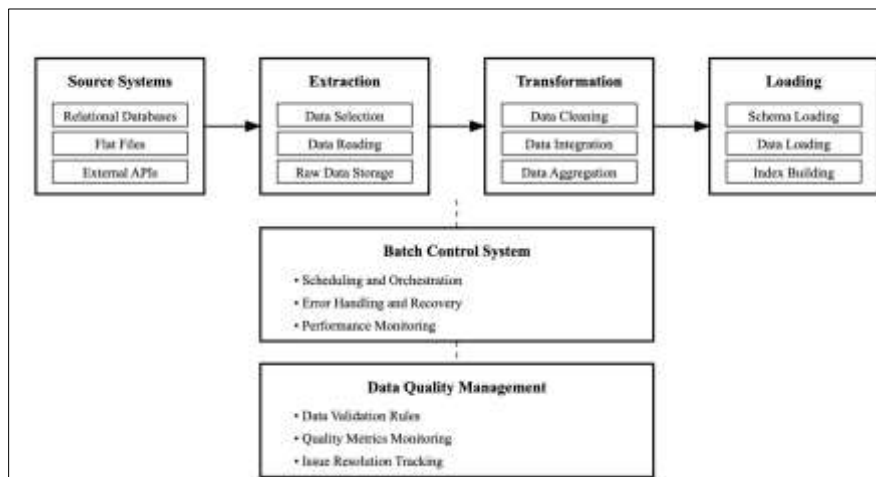 Source Systems
Relational Databases
Flat Files
External APIs
Extraction
Data Selection
Data Reading
Raw Data Storage
Transformation
Data Cleaning
Data Integration
Data Aggregation
Loading
Schema Loading
Data Loading
Index Building
Batch Control System
• Scheduling and Orchestration
• Error Handling and Recovery
• Performance Monitoring
Data Quality Management
• Data Validation Rules
• Quality Metrics Monitoring
• Issue Resolution Tracking